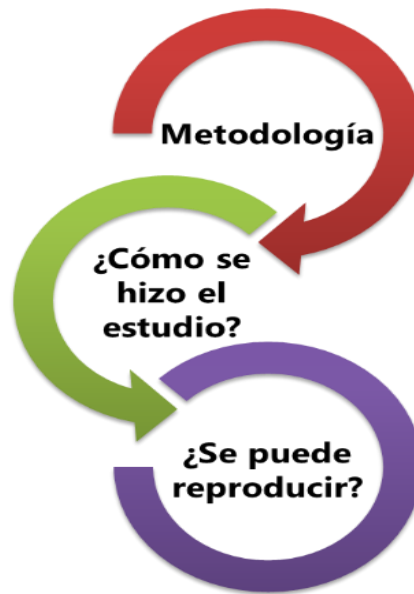 Metodología
¿Cómo se
hizo el
estudio?
¿Se puede
reproducir?